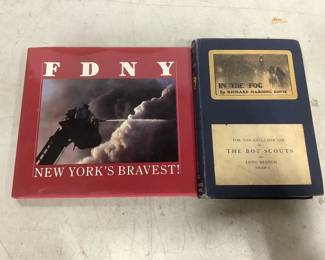 FDNY
NEW YORK'S BRAVEST!
IN THE FOG
By RICHARD HARDING DAVIS
FOR THE EXCLUSIVE USE
OF
THE BOY SCOUTS
OF
LONG BRANCH